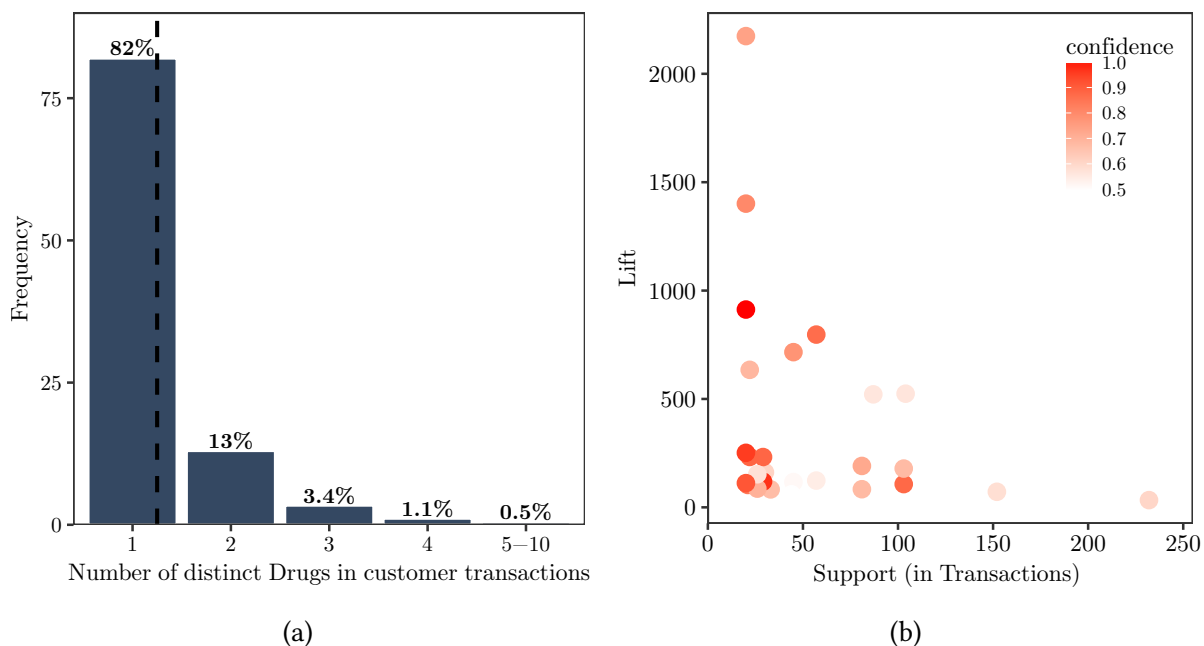 82%
13%
3.4%
1.1%
0.5%
75
50
25
0
Frequency
1 2 3 4 5−10
Number of distinct Drugs in customer transactions
(a)
confidence
1.0
0.9
0.8
0.7
0.6
0.5
2000
1500
1000
500
0
Lift
0 50 100 150 200 250
Support (in Transactions)
(b)